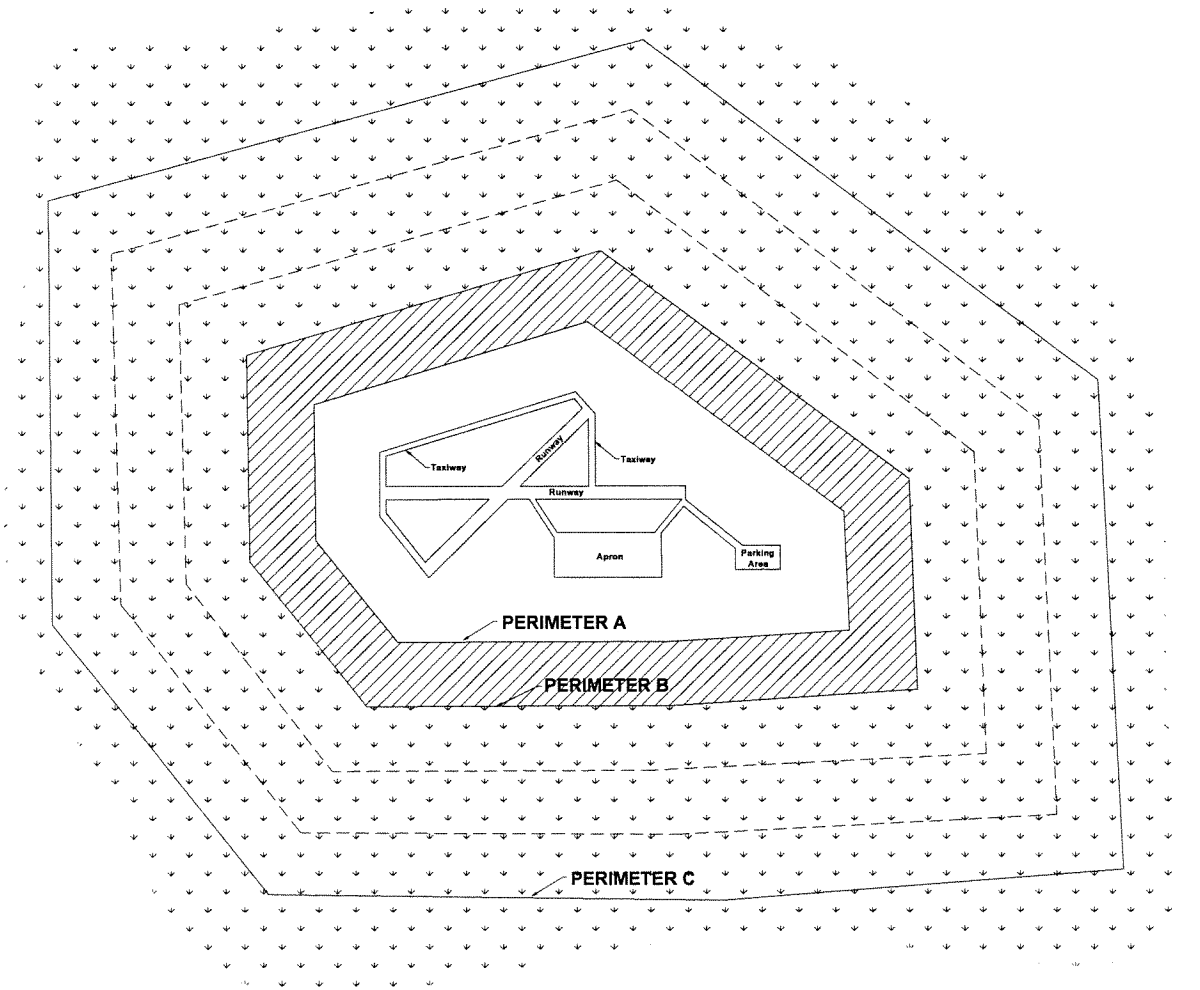 Runway
Taxiway
Taxiway
Runway
Apron
Parking
Area
PERIMETER A
PERIMETER B
PERIMETER C